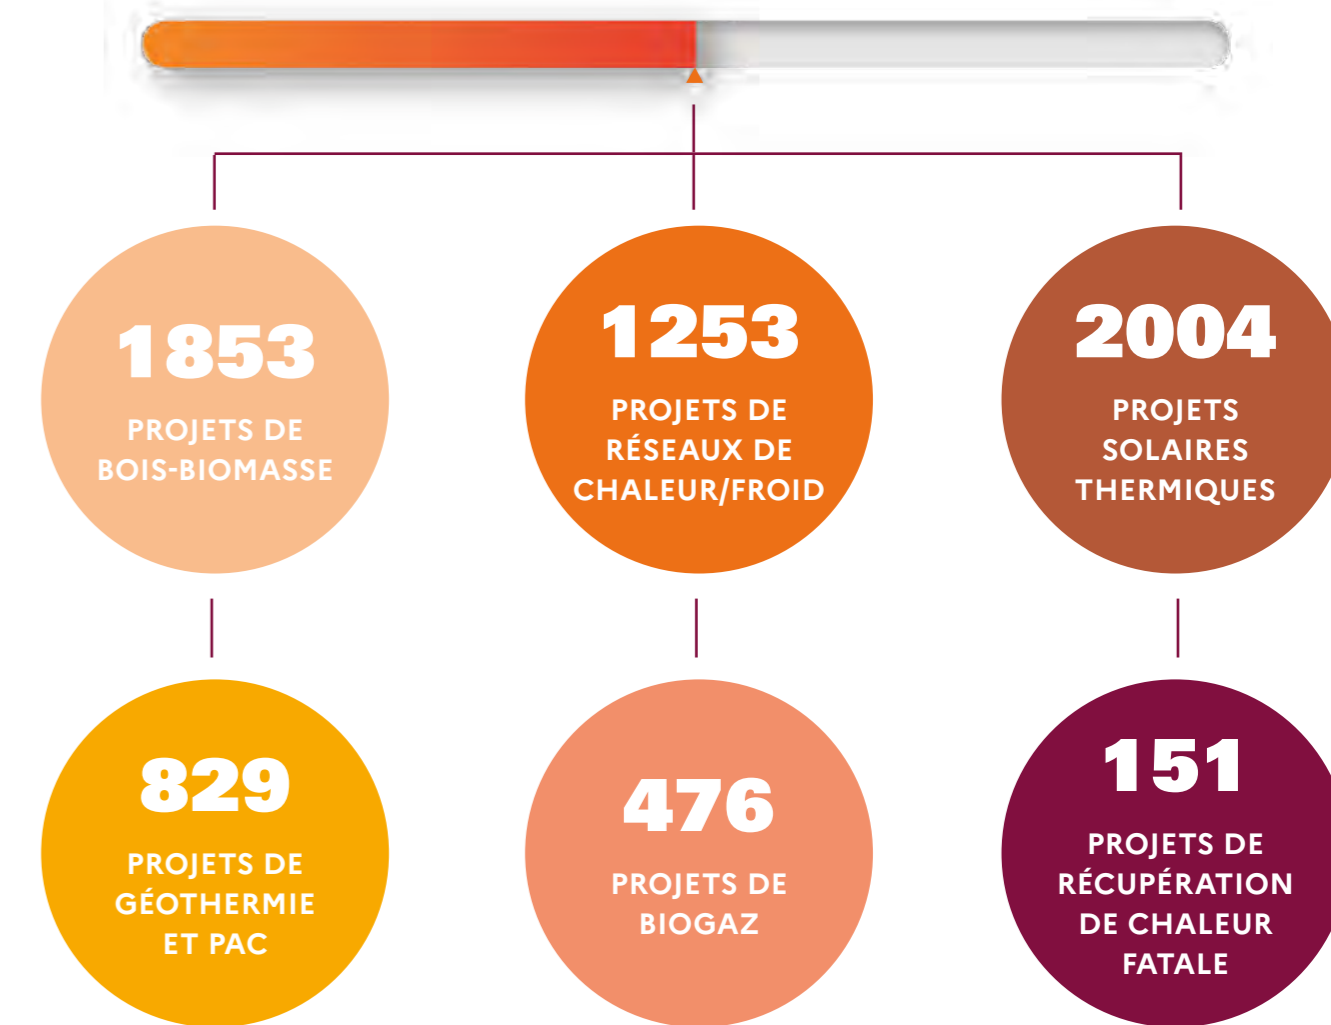 1853
PROJETS DE
BOIS-BIOMASSE
1253
PROJETS DE
RÉSEAUX DE
CHALEUR/FROID
2004
PROJETS
SOLAIRES
THERMIQUES
829
PROJETS DE
GÉOTHERMIE
ET PAC
476
PROJETS DE
BIOGAZ
151
PROJETS DE
RÉCUPÉRATION
DE CHALEUR
FATALE